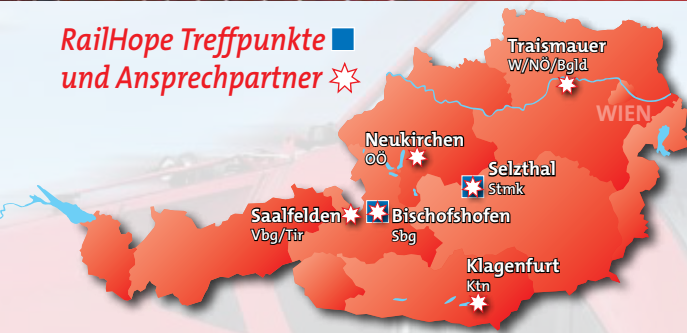 RailHope Treffpunkte
und Ansprechpartner
Traismauer
W/NÖ/Bgld
WIEN
Neukirchen
OÖ
Selzthal
Stmk
Saalfelden
Vbg/Tir
Bischofshofen
Sbg
Klagenfurt
Ktn